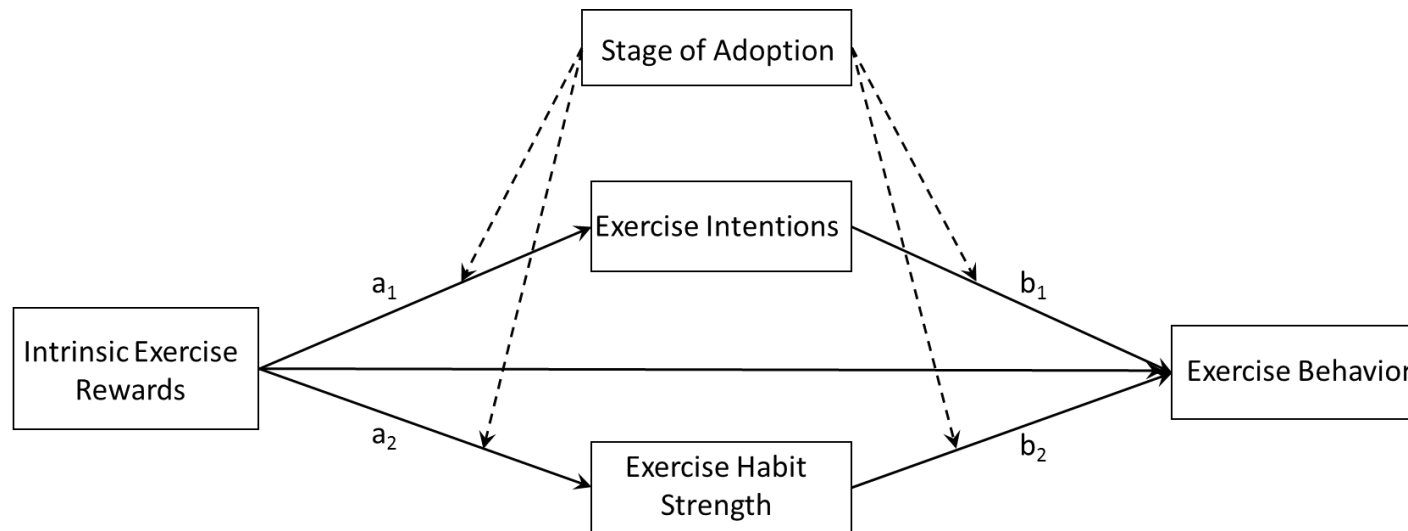 Stage of Adoption
Exercise Intentions
a₁
b₁
Intrinsic Exercise
Rewards
Exercise Behavior
a₂
b₂
Exercise Habit
Strength